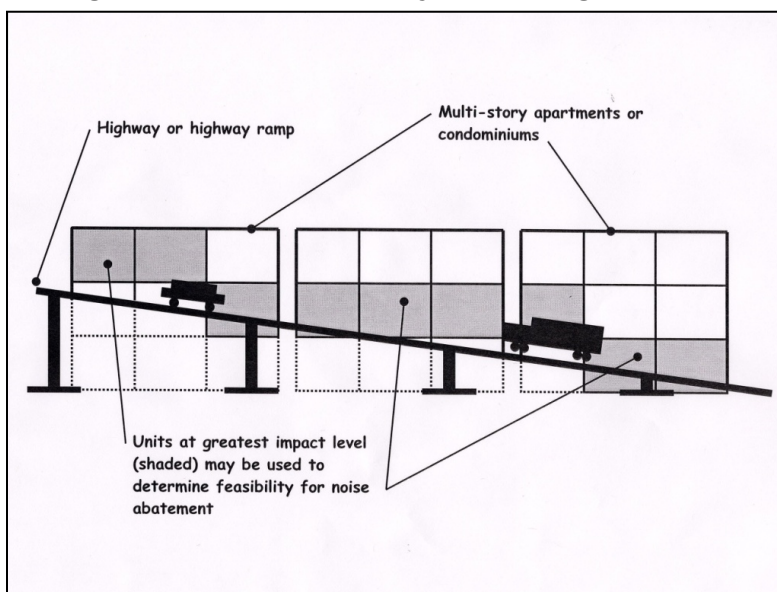 Highway or highway ramp
Multi-story apartments or
condominiums
Units at greatest impact level
(shaded) may be used to
determine feasibility for noise
abatement